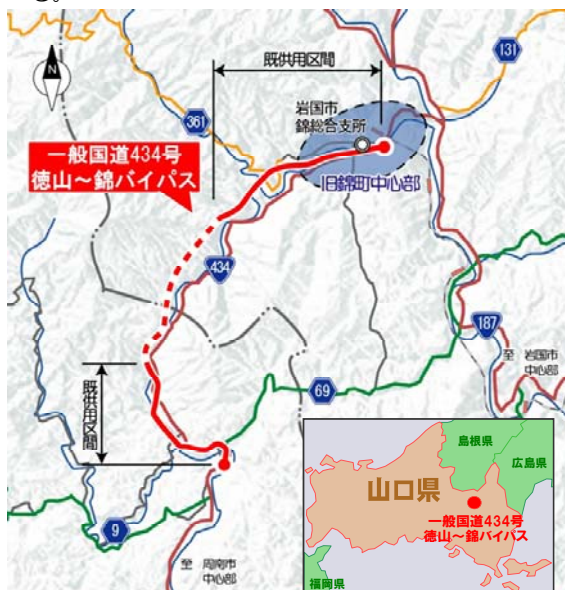 る。
既供用区間
131
N
岩国市
錦総合支所
361
一般国道434号
徳山~錦バイパス
旧錦町中心部
434
187
至 岩国市
中心部
既供用区間
69
島根県
広島県
山口県
9
一般国道434号
徳山~錦バイパス
至 周南市
中心部
福岡県